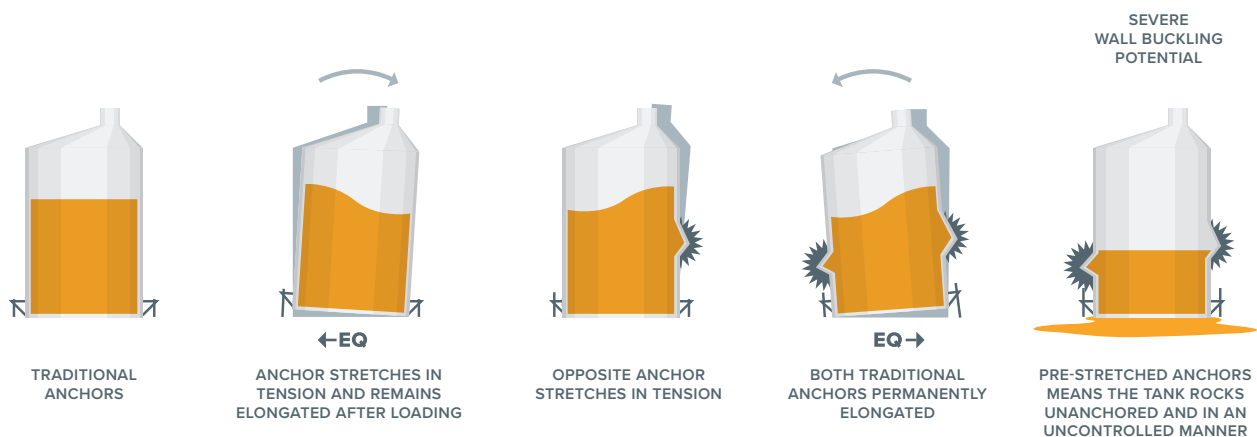 SEVERE
WALL BUCKLING
POTENTIAL
EQ
EQ
TRADITIONAL
ANCHORS
ANCHOR STRETCHES IN
TENSION AND REMAINS
ELONGATED AFTER LOADING
OPPOSITE ANCHOR
STRETCHES IN TENSION
BOTH TRADITIONAL
ANCHORS PERMANENTLY
ELONGATED
PRE-STRETCHED ANCHORS
MEANS THE TANK ROCKS
UNANCHORED AND IN AN
UNCONTROLLED MANNER